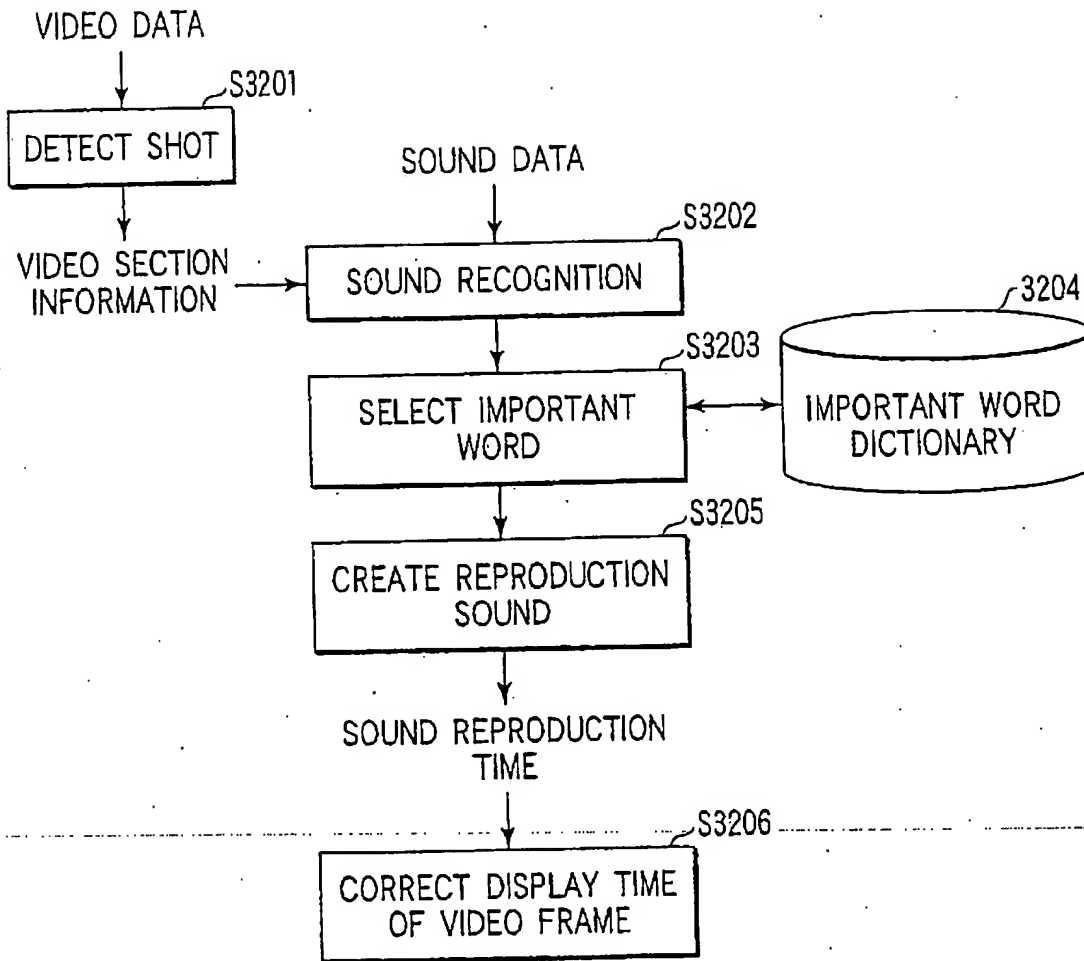 VIDEO DATA
S3201
DETECT SHOT
VIDEO SECTION
INFORMATION
SOUND DATA
S3202
SOUND RECOGNITION
S3203
SELECT IMPORTANT
WORD
3204
IMPORTANT WORD
DICTIONARY
S3205
CREATE REPRODUCTION
SOUND
SOUND REPRODUCTION
TIME
S3206
CORRECT DISPLAY TIME
OF VIDEO FRAME